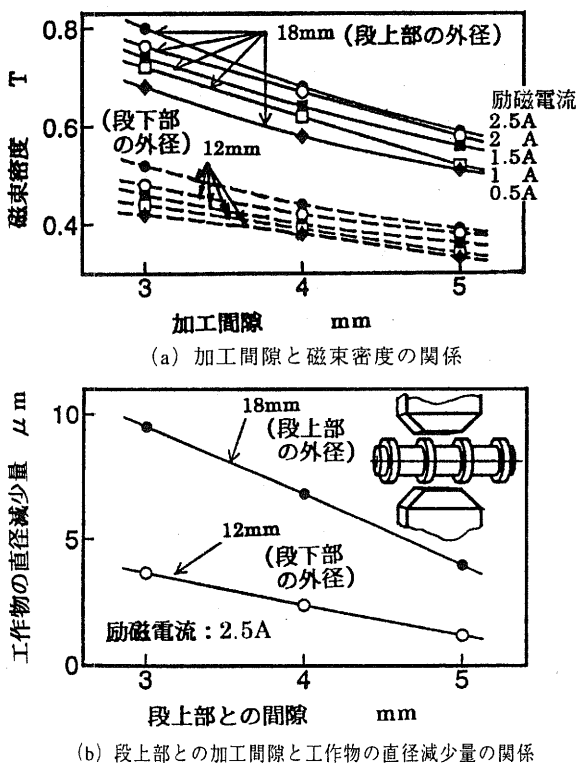 0.8
0.6
0.4
磁束密度 T
18mm(段上部の外径)
(段下部
の外径)
12mm
励磁電流
2.5A
2 A
1.5A
1 A
0.5A
3
4
5
加工間隙 mm
(a) 加工間隙と磁束密度の関係
10
5
0
工作物の直径減少量 μm
18mm
(段上部
の外径)
12mm
(段下部
の外径)
励磁電流:2.5A
3
4
5
段上部との間隙 mm
(b) 段上部との加工間隙と工作物の直径減少量の関係